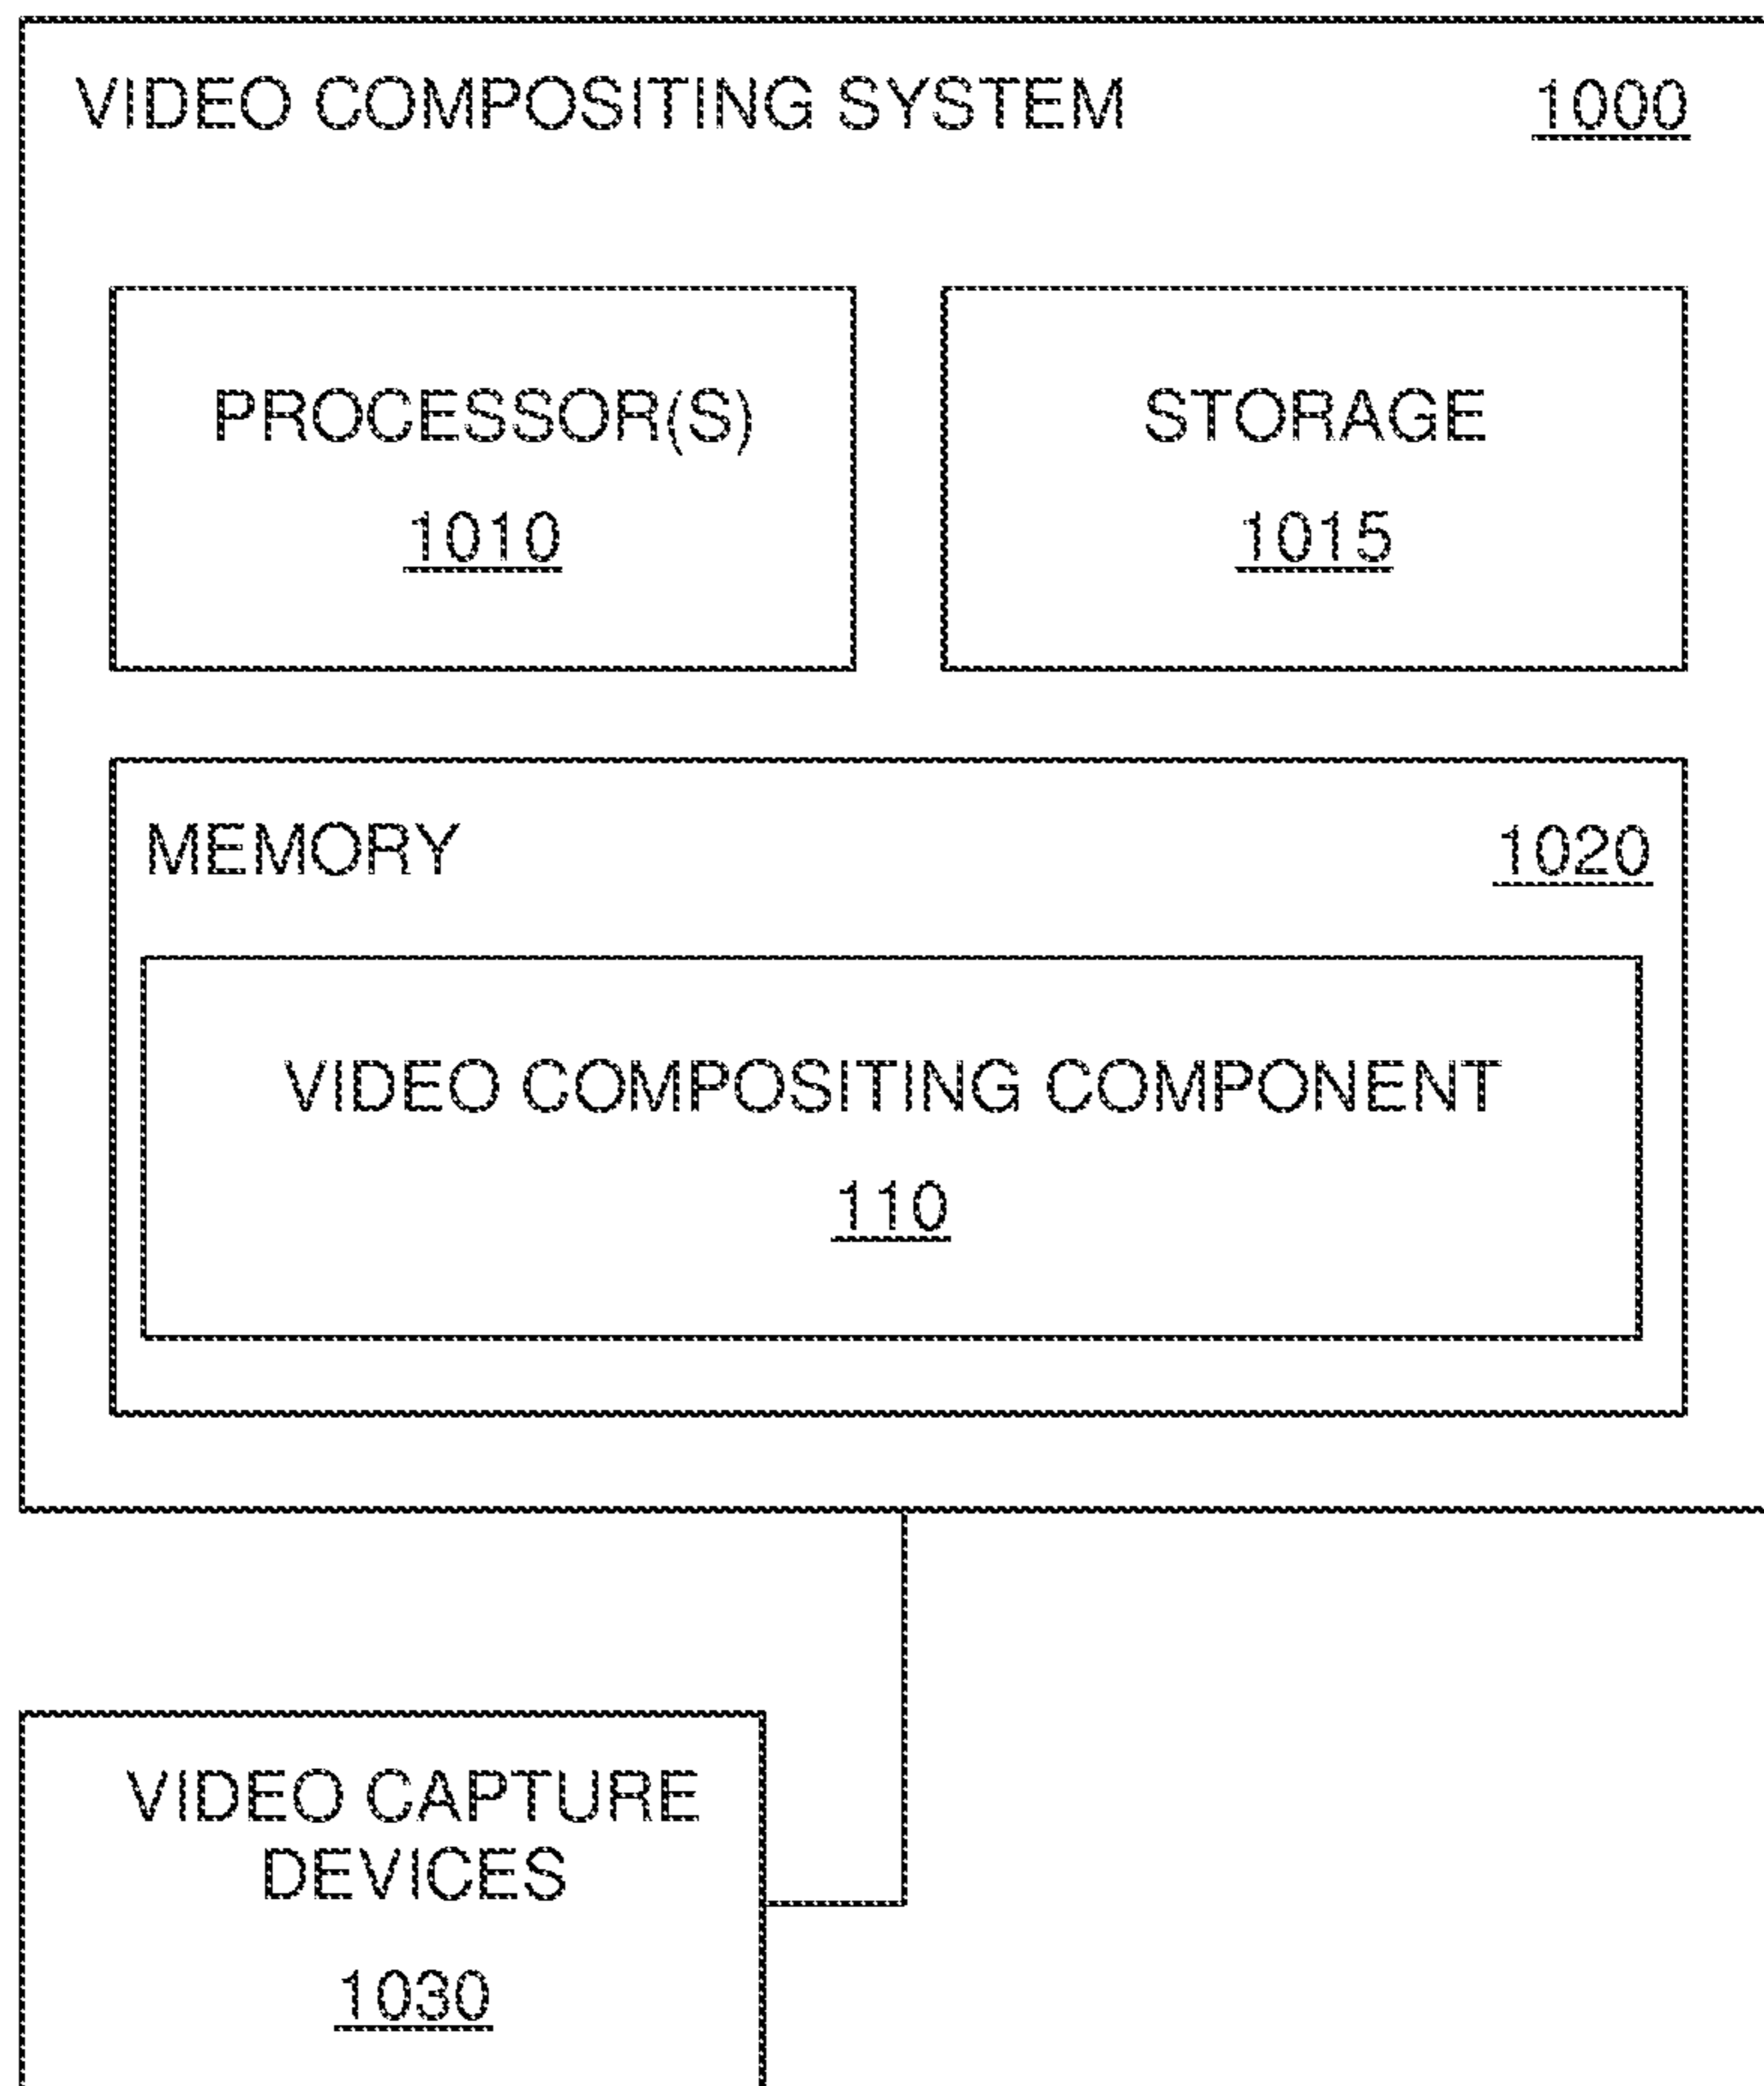 VIDEO COMPOSITING SYSTEM 1000
PROCESSOR(S)
1010
STORAGE
1015
MEMORY 1020
VIDEO COMPOSITING COMPONENT
110
VIDEO CAPTURE
DEVICES
1030